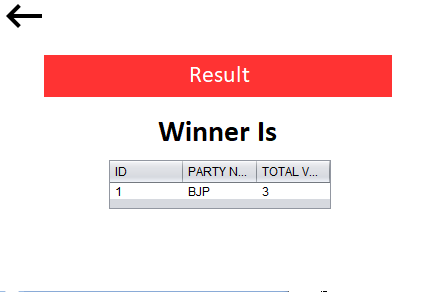 Result
Winner Is
ID PARTY N... TOTAL V...
1 BJP 3